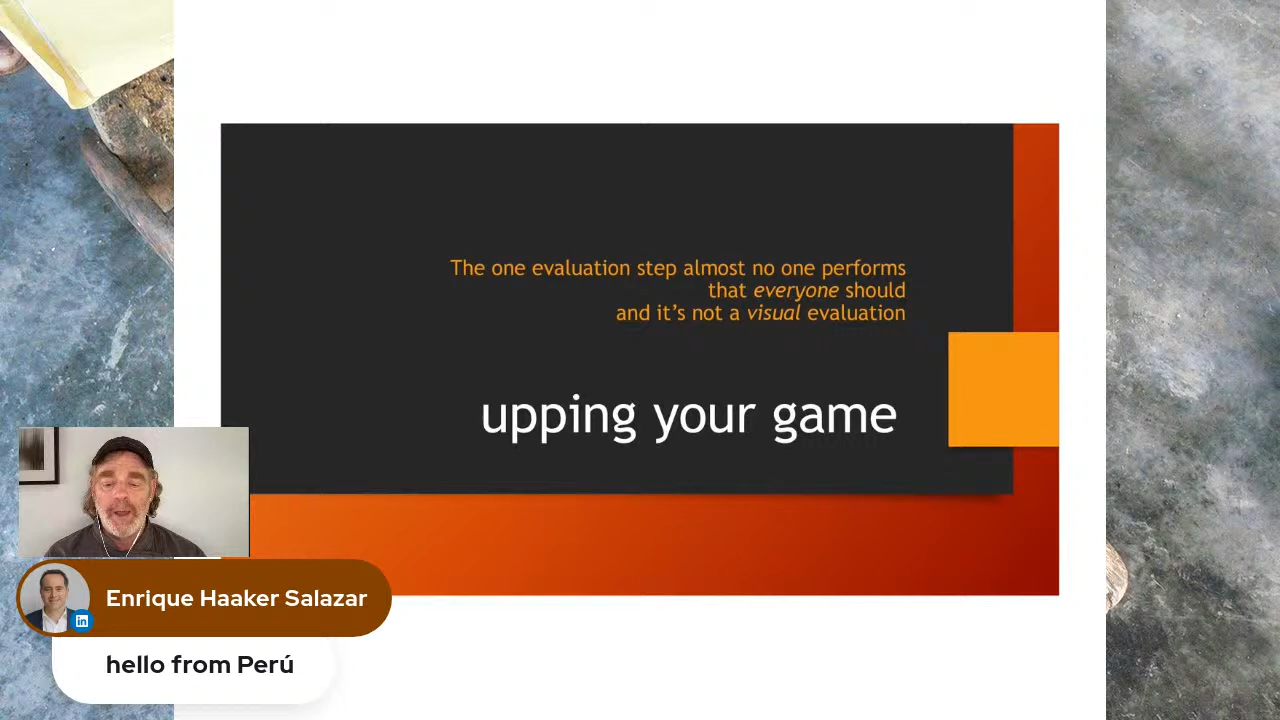 The one evaluation step almost no one performs
that everyone should
and it’s not a visual evaluation
upping your game
Enrique Haaker Salazar
in
hello from Perú